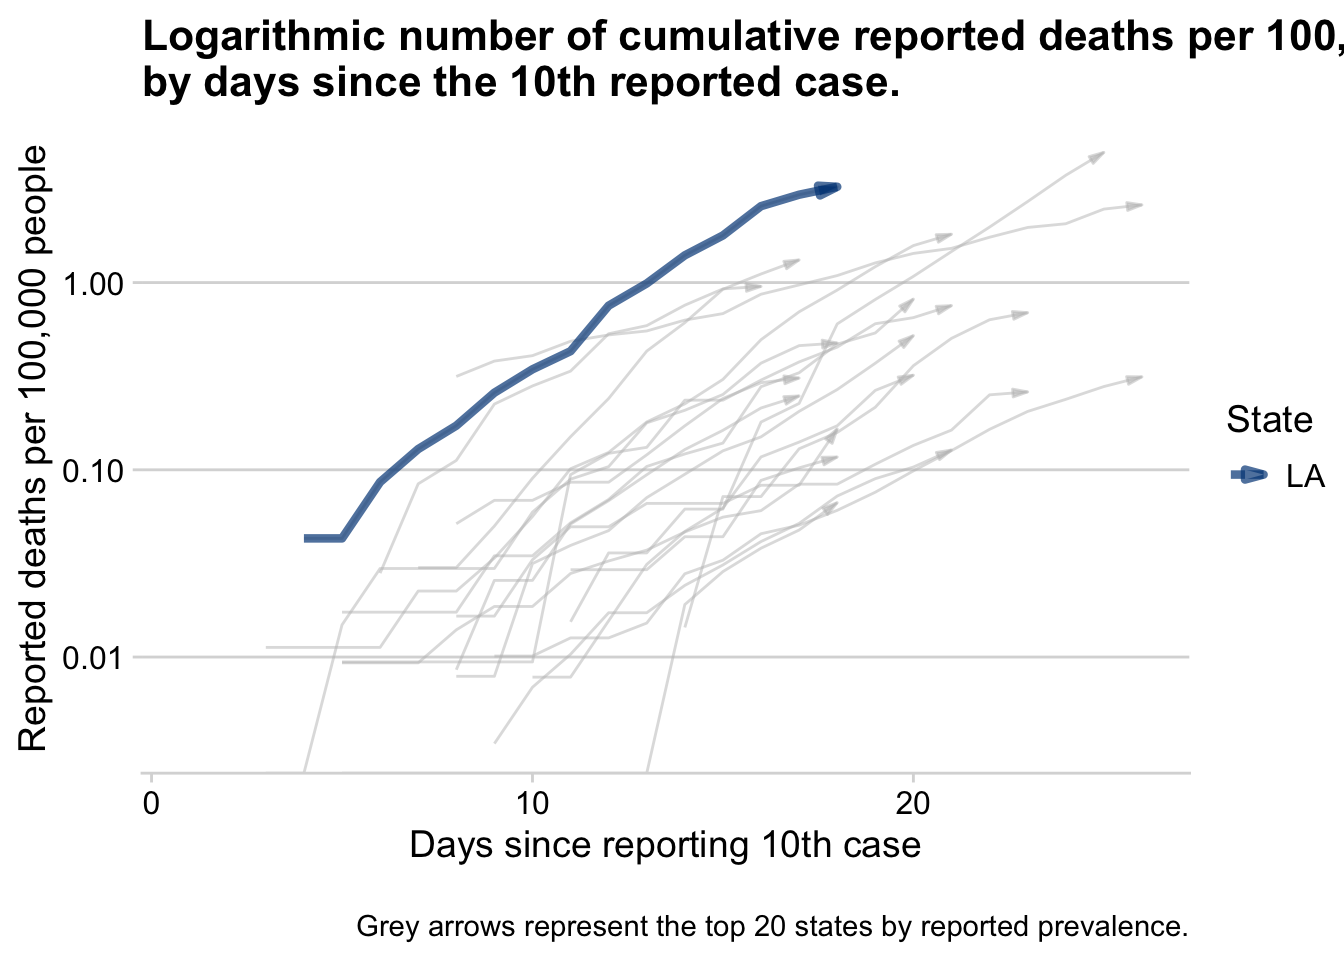 Logarithmic number of cumulative reported deaths per 100,
by days since the 10th reported case.
Reported deaths per 100,000 people
1.00
0.10
0.01
0
10
20
Days since reporting 10th case
State
LA
Grey arrows represent the top 20 states by reported prevalence.